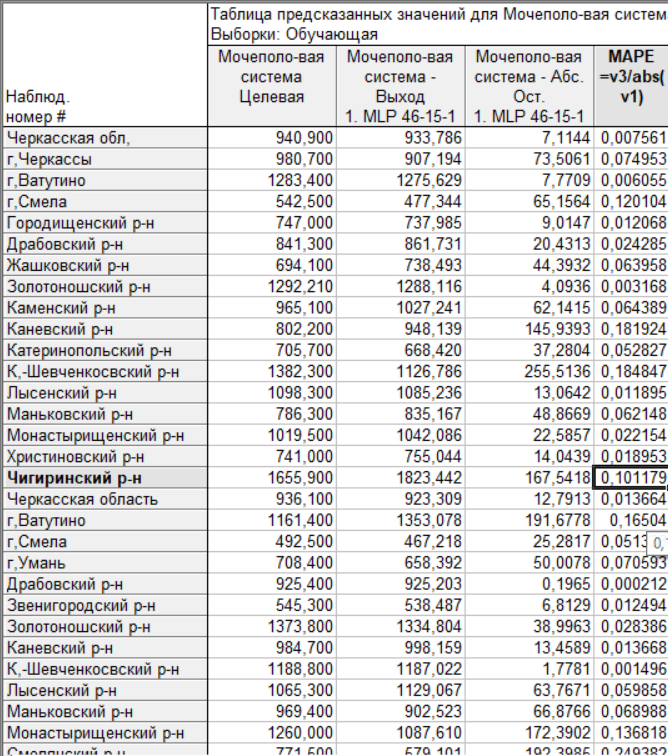 Таблица предсказанных значений для Мочеполо-вая систем
Выборки: Обучающая
Наблюд. номер # Мочеполо-вая система Целевая Мочеполо-вая система - Выход 1. MLP 46-15-1 Мочеполо-вая система - Абс. Ост. 1. MLP 46-15-1 MAPE =v3/abs( v1)
Черкасская обл, 940,900 933,786 7,1144 0,007561
г,Черкассы 980,700 907,194 73,5061 0,074953
г,Ватутино 1283,400 1275,629 7,7709 0,006055
г,Смела 542,500 477,344 65,1564 0,120104
Городищенский р-н 747,000 737,985 9,0147 0,012068
Драбовский р-н 841,300 861,731 20,4313 0,024285
Жашковский р-н 694,100 738,493 44,3932 0,063958
Золотоношский р-н 1292,210 1288,116 4,0936 0,003168
Каменский р-н 965,100 1027,241 62,1415 0,064389
Каневский р-н 802,200 948,139 145,9393 0,181924
Катеринопольский р-н 705,700 668,420 37,2804 0,052827
К,-Шевченкосвский р-н 1382,300 1126,786 255,5136 0,184847
Лысенский р-н 1098,300 1085,236 13,0642 0,011895
Маньковский р-н 786,300 835,167 48,8669 0,062148
Монастырищенский р-н 1019,500 1042,086 22,5857 0,022154
Христиновский р-н 741,000 755,044 14,0439 0,018953
Чигиринский р-н 1655,900 1823,442 167,5418 0,101179
Черкасская область 936,100 923,309 12,7913 0,013664
г,Ватутино 1161,400 1353,078 191,6778 0,16504
г,Смела 492,500 467,218 25,2817 0,051
г,Умань 708,400 658,392 50,0078 0,070593
Драбовский р-н 925,400 925,203 0,1965 0,000212
Звенигородский р-н 545,300 538,487 6,8129 0,012494
Золотоношский р-н 1373,800 1334,804 38,9963 0,028386
Каневский р-н 984,700 998,159 13,4589 0,013668
К,-Шевченкосвский р-н 1188,800 1187,022 1,7781 0,001496
Лысенский р-н 1065,300 1129,067 63,7671 0,059858
Маньковский р-н 969,400 902,523 66,8766 0,068988
Монастырищенский р-н 1260,000 1087,610 172,3902 0,136818
Смелянский р-н 771,500 579,101 192,3985 0,249382